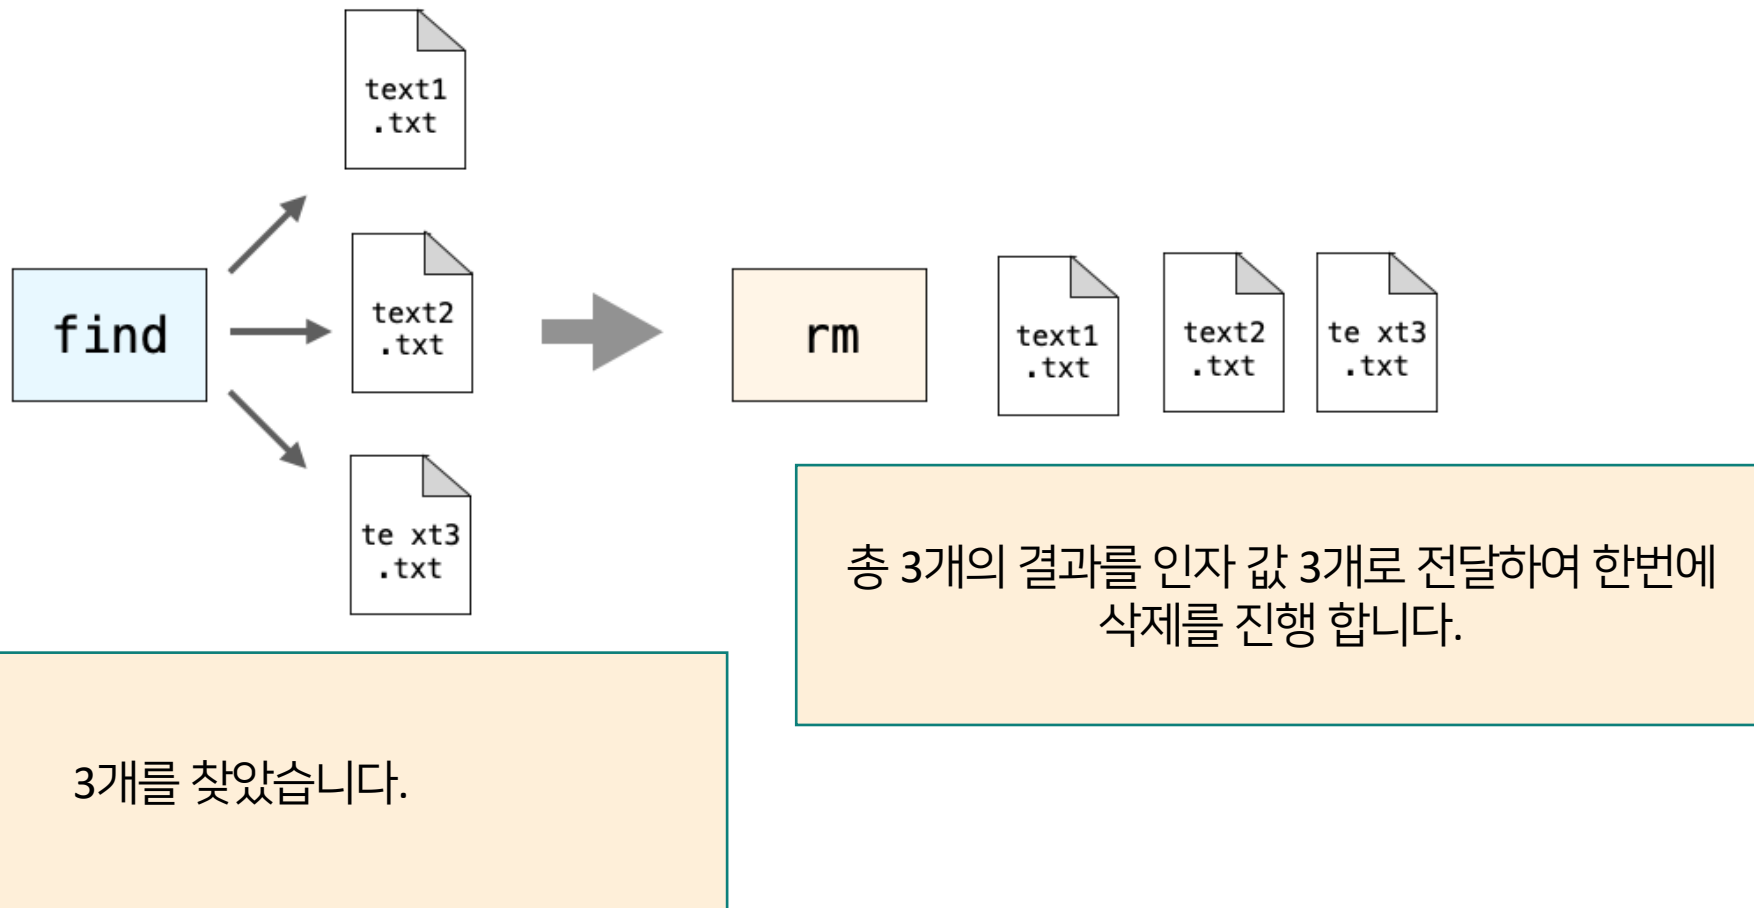 text1
.txt
find
text2
.txt
te xt3
.txt
rm
text1
.txt
text2
.txt
te xt3
.txt
총 3개의 결과를 인자 값 3개로 전달하여 한번에
삭제를 진행 합니다.
3개를 찾았습니다.